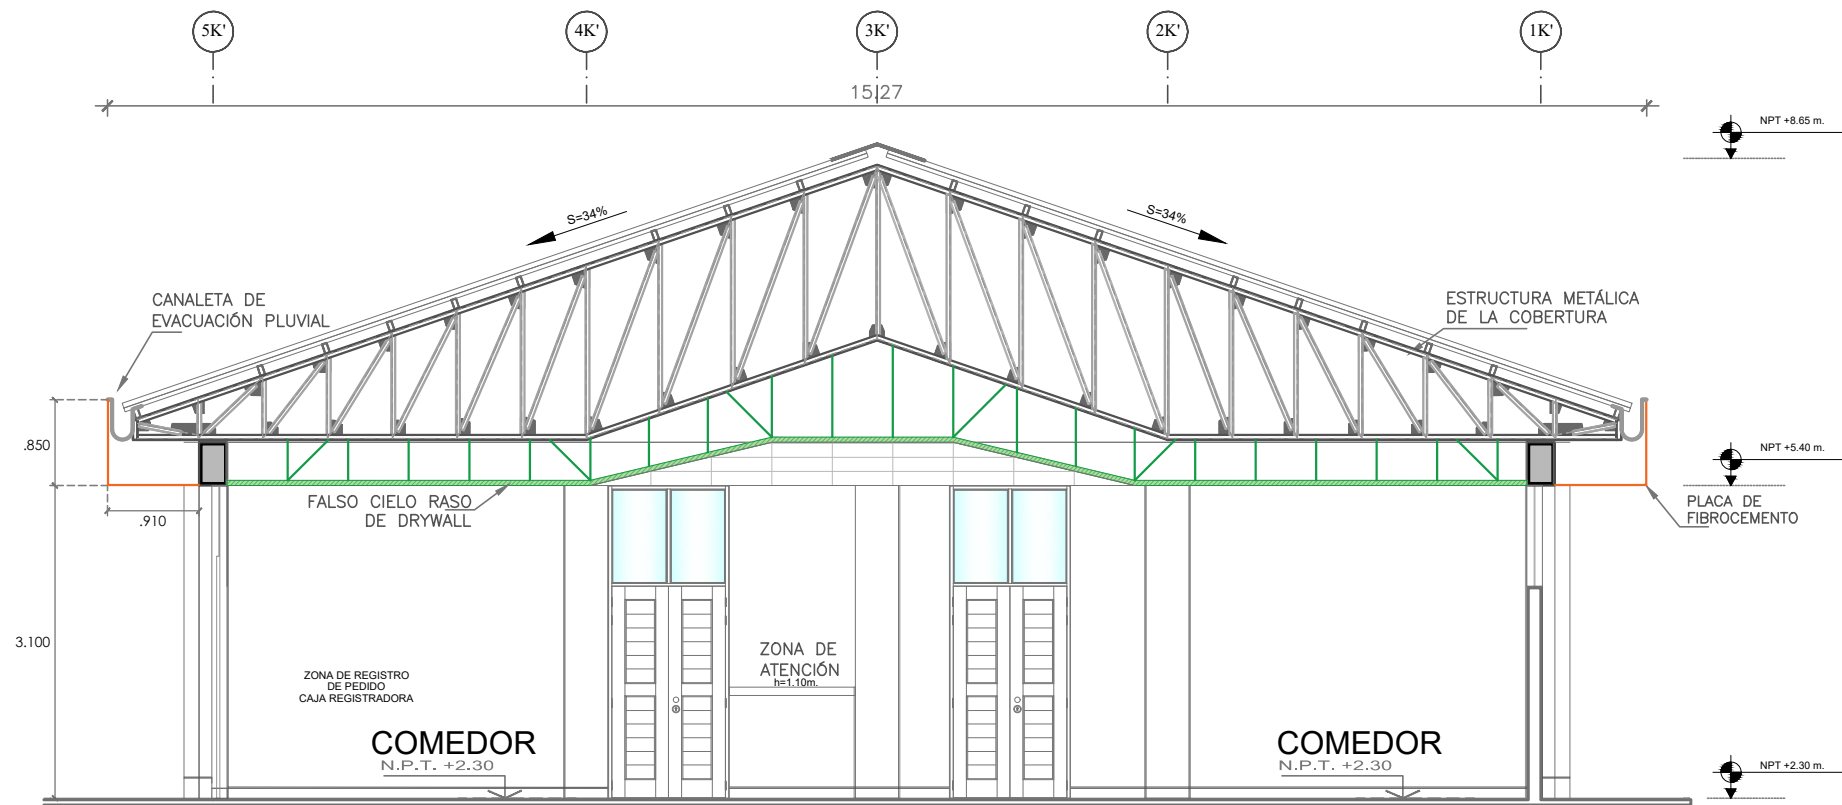 5K'
4K'
3K'
2K'
1K'
15.27
NPT +8.65 m.
S=34%
S=34%
CANALETA DE
EVACUACIÓN PLUVIAL
ESTRUCTURA METÁLICA
DE LA COBERTURA
.850
NPT +5.40 m.
FALSO CIELO RASO
DE DRYWALL
PLACA DE
FIBROCEMENTO
.910
3.100
ZONA DE
ATENCIÓN
h=1.10m.
ZONA DE REGISTRO
DE PEDIDO
CAJA REGISTRADORA
COMEDOR
N.P.T. +2.30
COMEDOR
N.P.T. +2.30
NPT +2.30 m.